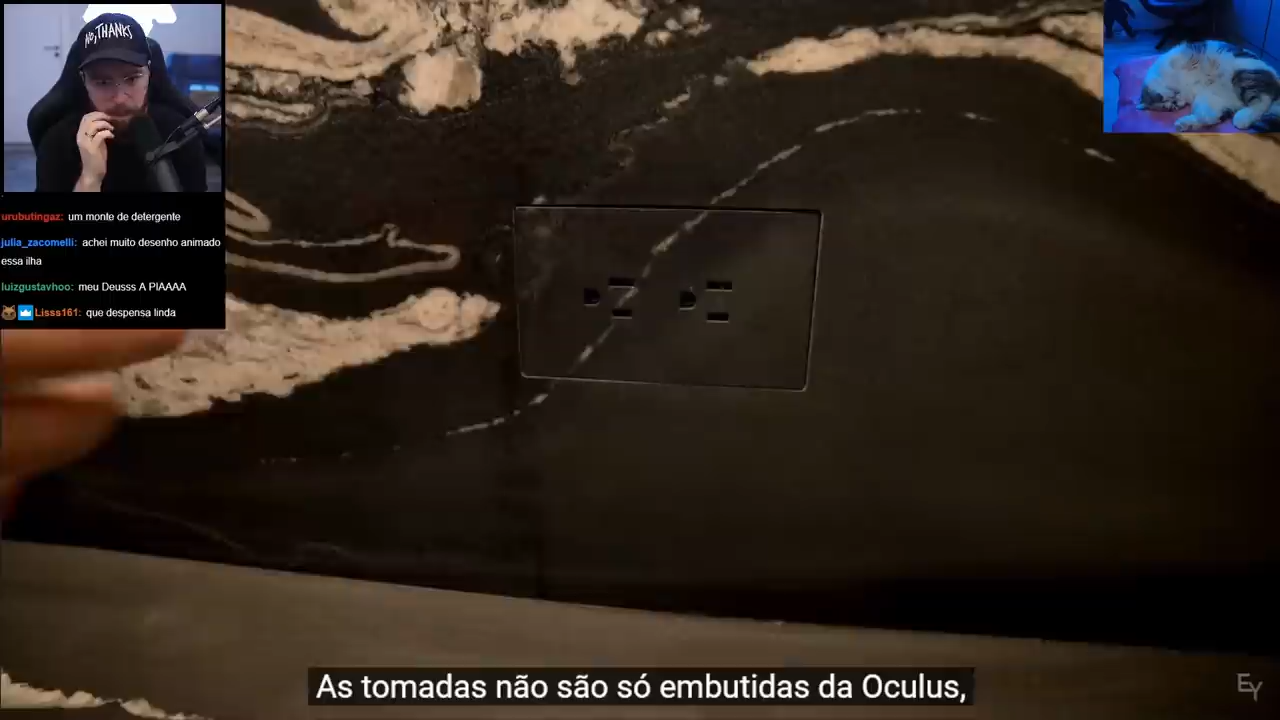 NO, THANKS
urubutingaz: um monte de detergente
julia_zacomelli: achei muito desenho animado
essa ilha
luizgustavhoo: meu Deusss A PIAAAA
Lisss161: que despensa linda
As tomadas não são só embutidas da Oculus,
EY